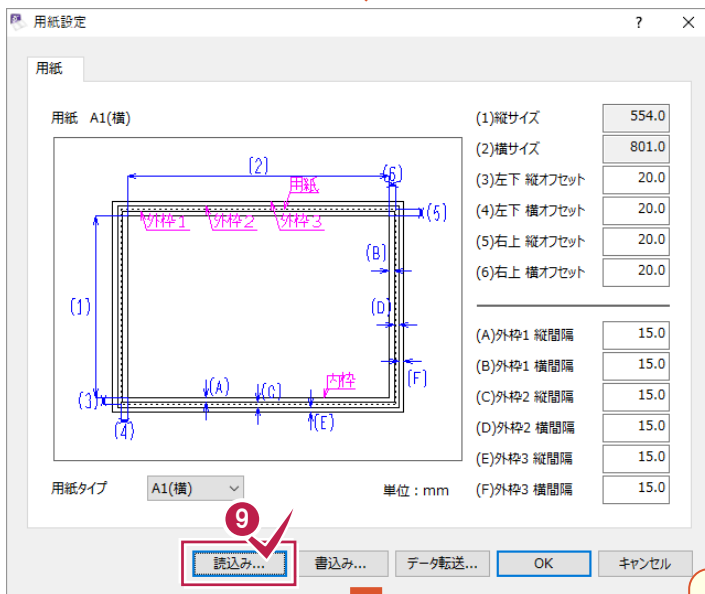 用紙設定
?
×
用紙
用紙 A1(横)
(2)
(6)
用紙
外枠1
外枠2
外枠3
(5)
(B)
(1)
(D)
(F)
内枠
(A)
(C)
(E)
(3)
(4)
用紙タイプ A1(横)
単位：mm
(1)縦サイズ 554.0
(2)横サイズ 801.0
(3)左下 縦オフセット 20.0
(4)左下 横オフセット 20.0
(5)右上 縦オフセット 20.0
(6)右上 横オフセット 20.0
(A)外枠1 縦間隔 15.0
(B)外枠1 横間隔 15.0
(C)外枠2 縦間隔 15.0
(D)外枠2 横間隔 15.0
(E)外枠3 縦間隔 15.0
(F)外枠3 横間隔 15.0
9
読込み... 書込み... データ転送... OK キャンセル